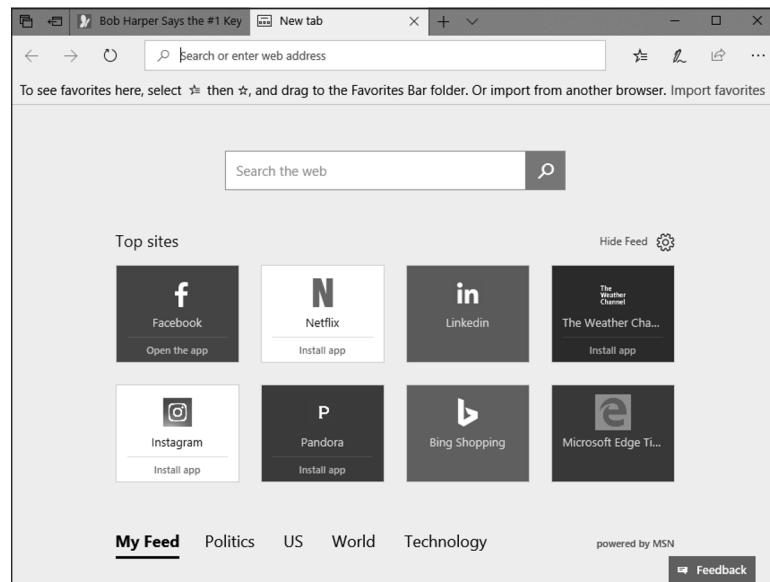 Bob Harper Says the #1 Key
New tab
Search or enter web address
To see favorites here, select then , and drag to the Favorites Bar folder. Or import from another browser. Import favorites
Search the web
Top sites
Hide Feed
Facebook
Open the app
N
Netflix
Install app
in
Linkedin
The
Weather
Channel
The Weather Cha...
Install app
Instagram
Install app
P
Pandora
Install app
Bing Shopping
Microsoft Edge Ti...
My Feed Politics US World Technology
powered by MSN
Feedback